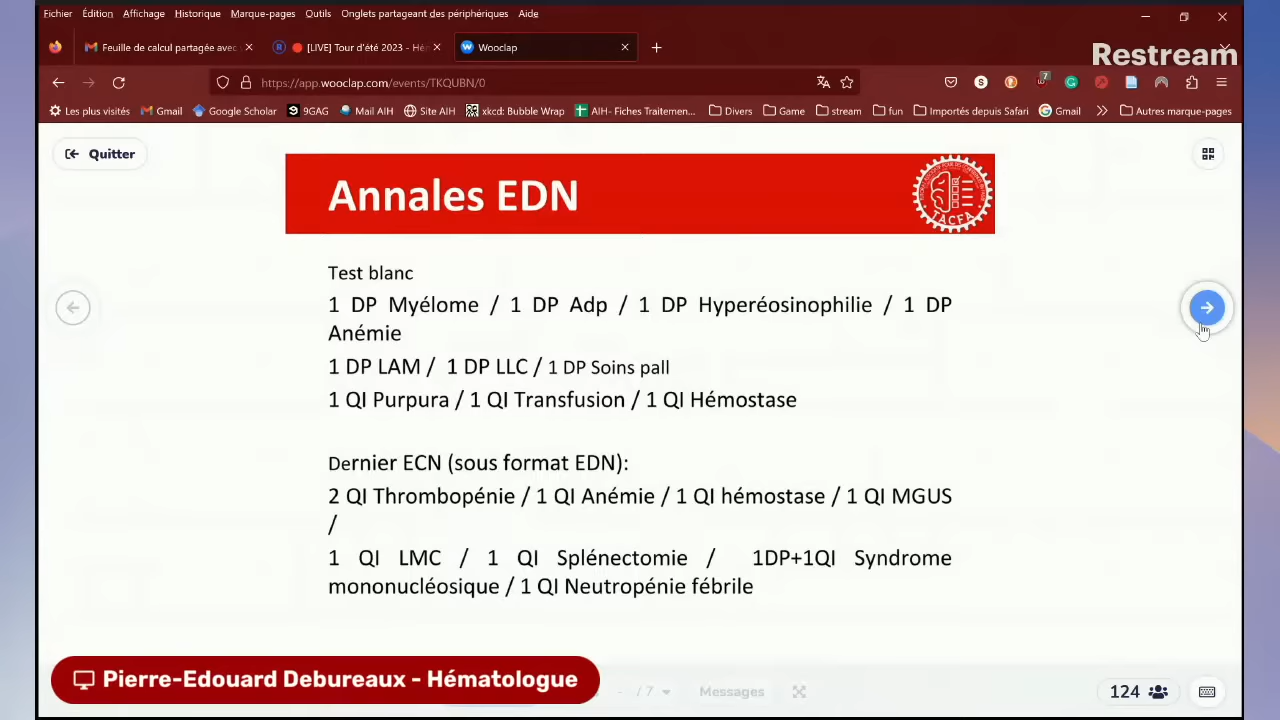 Fichier Édition Affichage Historique Marque-pages Outils Onglets partageant des périphériques Aide
Feuille de calcul partagée avec
[LIVE] Tour d'été 2023 - Hé
Wooclap
Restream
https://app.wooclap.com/events/TKQUBN/0
7
Les plus visités Gmail Google Scholar 9GAG Mail AIH Site AIH xkcd: Bubble Wrap AIH- Fiches Traitemen... Divers Game stream fun Importés depuis Safari Gmail Autres marque-pages
Quitter
Annales EDN
TACFA
Test blanc
1 DP Myélome / 1 DP Adp / 1 DP Hyperéosinophilie / 1 DP
Anémie
1 DP LAM / 1 DP LLC / 1 DP Soins pall
1 QI Purpura / 1 QI Transfusion / 1 QI Hémostase
Dernier ECN (sous format EDN):
2 QI Thrombopénie / 1 QI Anémie / 1 QI hémostase / 1 QI MGUS
/
1 QI LMC / 1 QI Splénectomie / 1DP+1QI Syndrome
mononucléosique / 1 QI Neutropénie fébrile
Pierre-Edouard Debureaux - Hématologue
- / 7
Messages
124